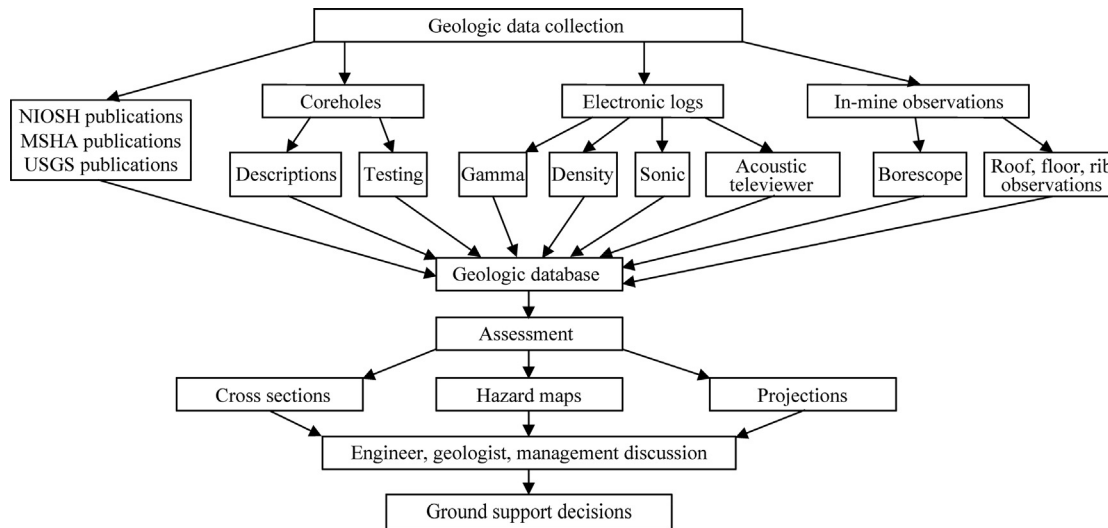 Geologic data collection
NIOSH publications
MSHA publications
USGS publications
Coreholes
Electronic logs
In-mine observations
Descriptions
Testing
Gamma
Density
Sonic
Acoustic
televiewer
Borescope
Roof, floor, rib
observations
Geologic database
Assessment
Cross sections
Hazard maps
Projections
Engineer, geologist, management discussion
Ground support decisions